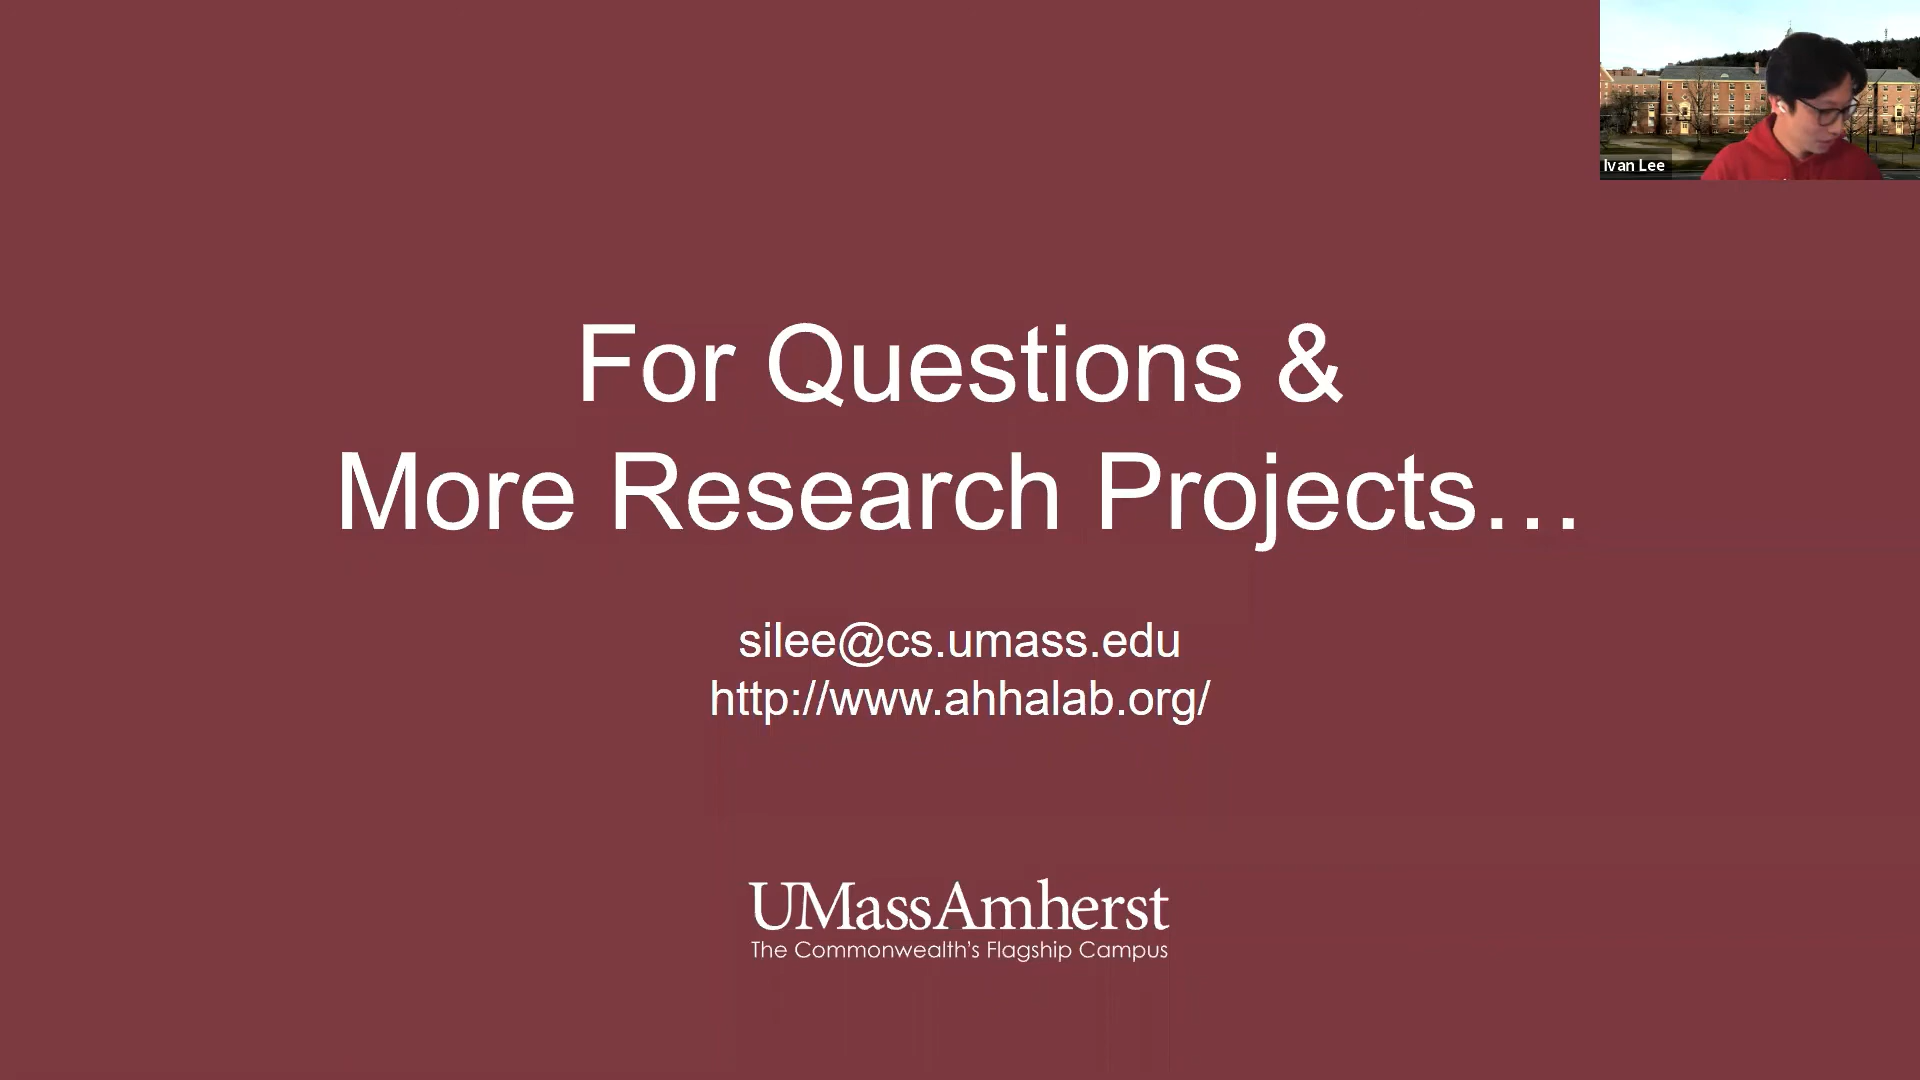 Ivan Lee
For Questions &
More Research Projects…
silee@cs.umass.edu
http://www.ahhalab.org/
UMassAmherst
The Commonwealth's Flagship Campus